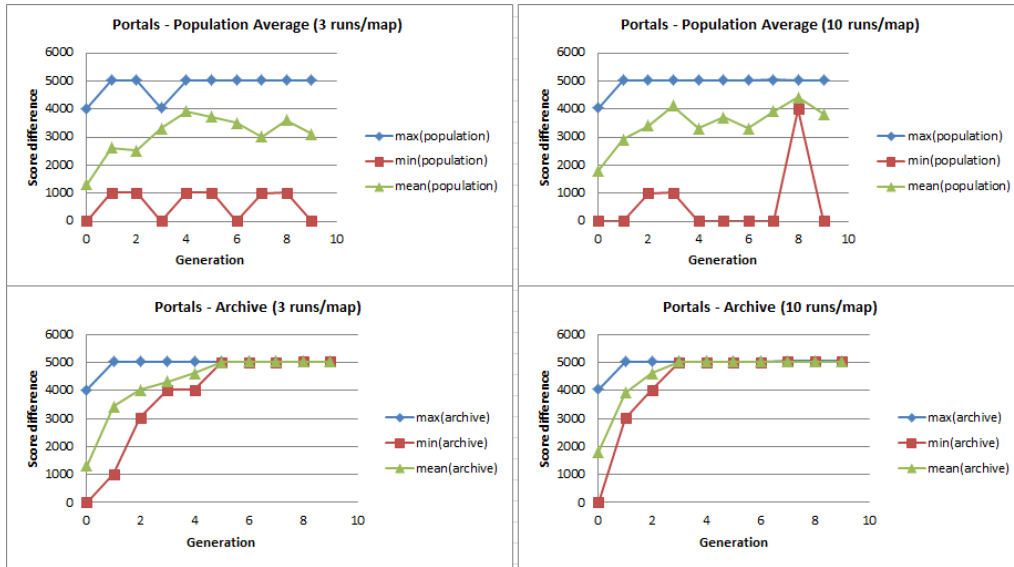 Portals - Population Average (3 runs/map)
6000
5000
4000
3000
2000
1000
0
Score difference
0 2 4 6 8 10
Generation
max(population)
min(population)
mean(population)
Portals - Population Average (10 runs/map)
6000
5000
4000
3000
2000
1000
0
Score difference
0 2 4 6 8 10
Generation
max(population)
min(population)
mean(population)
Portals - Archive (3 runs/map)
6000
5000
4000
3000
2000
1000
0
Score difference
0 2 4 6 8 10
Generation
max(archive)
min(archive)
mean(archive)
Portals - Archive (10 runs/map)
6000
5000
4000
3000
2000
1000
0
Score difference
0 2 4 6 8 10
Generation
max(archive)
min(archive)
mean(archive)